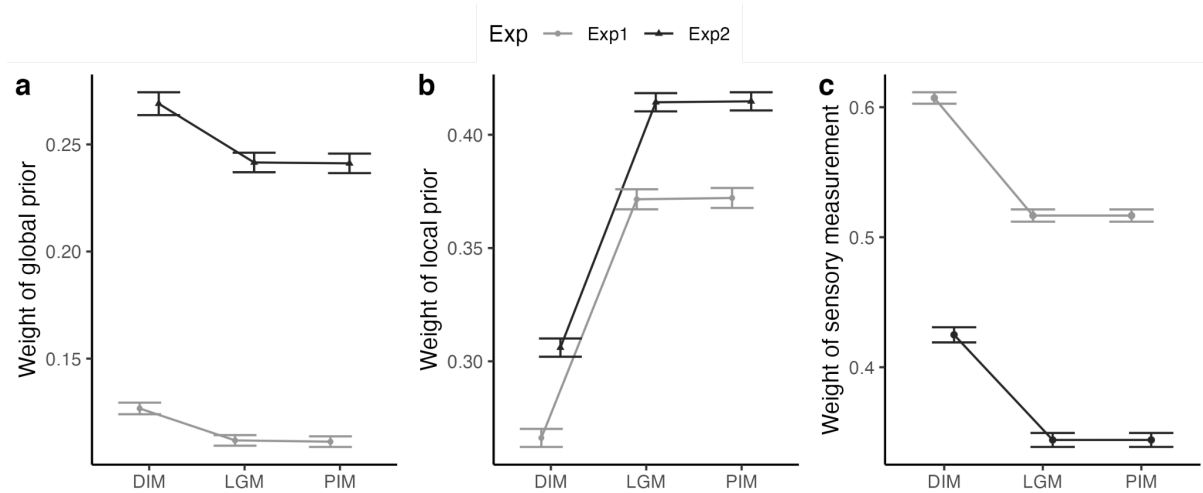 Exp Exp1 Exp2
a
Weight of global prior
0.25
0.20
0.15
DIM LGM PIM
b
Weight of local prior
0.40
0.35
0.30
DIM LGM PIM
c
Weight of sensory measurement
0.6
0.5
0.4
DIM LGM PIM